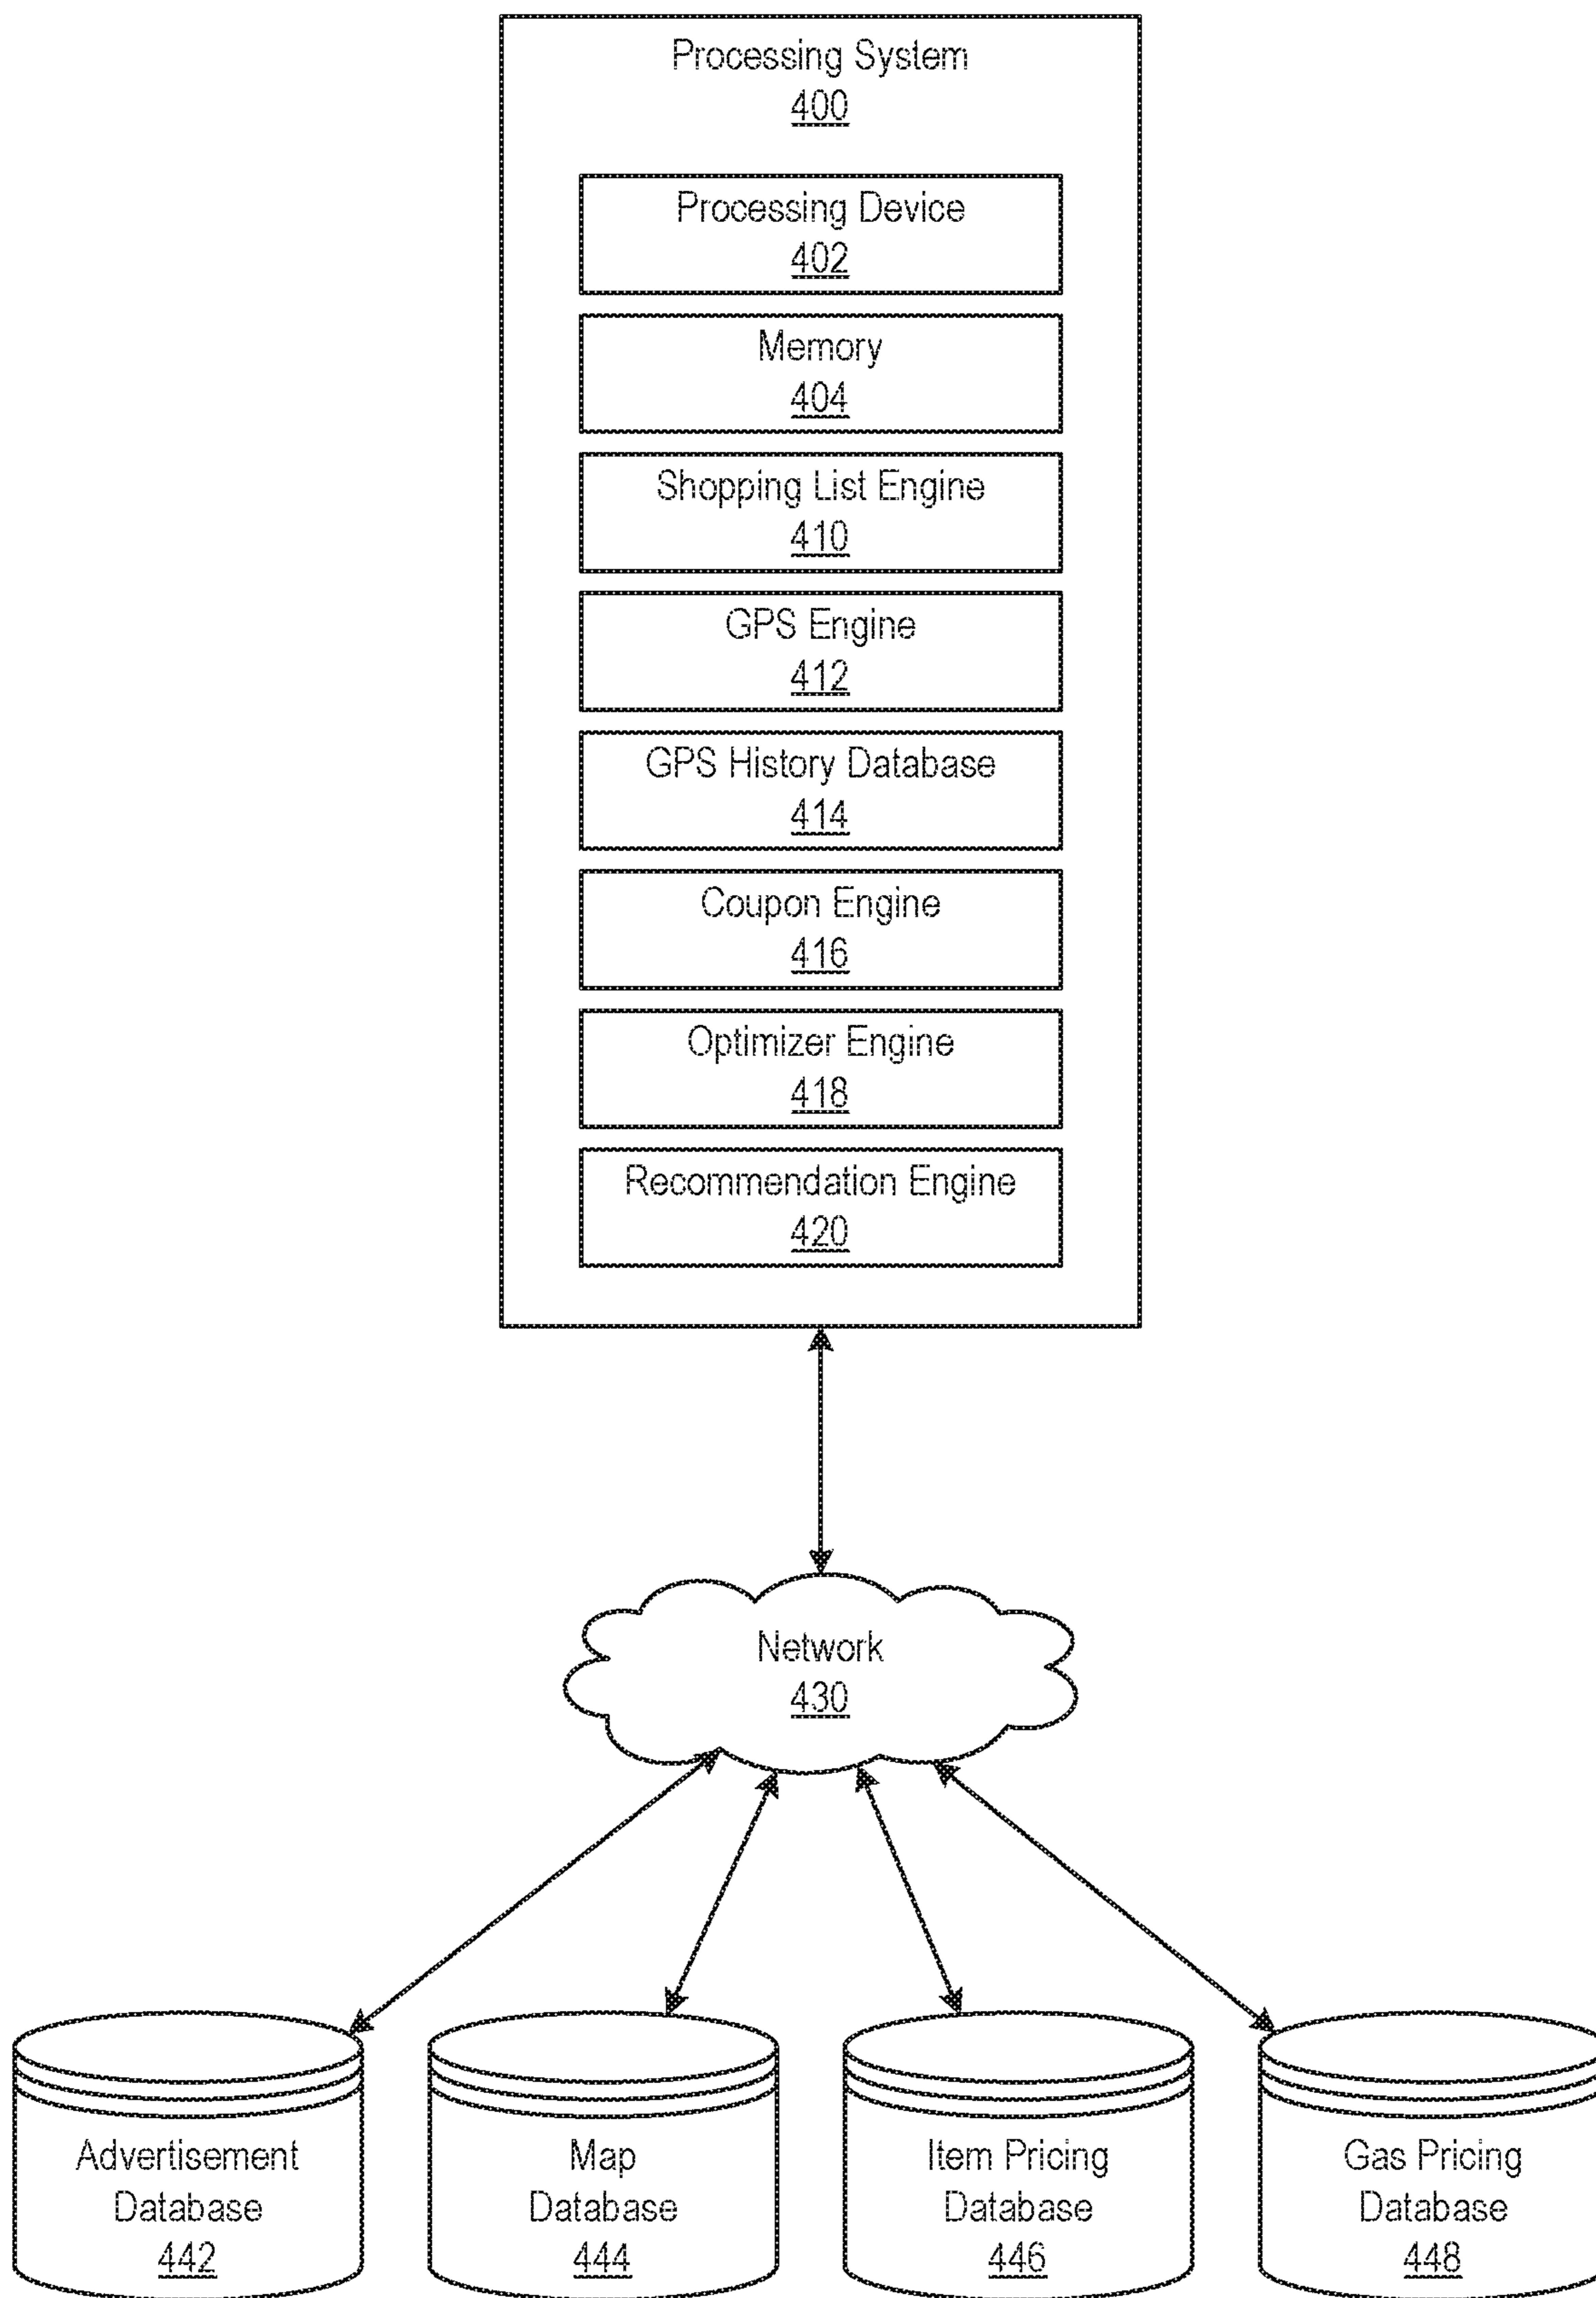 Processing System
400
Processing Device
402
Memory
404
Shopping List Engine
410
GPS Engine
412
GPS History Database
414
Coupon Engine
416
Optimizer Engine
418
Recommendation Engine
420
Network
430
Advertisement
Database
442
Map
Database
444
Item Pricing
Database
446
Gas Pricing
Database
448